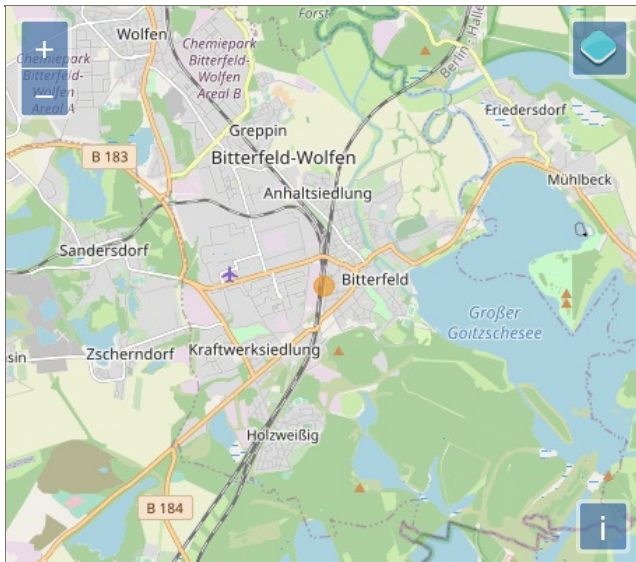 Forst-
Wolfen
+
Chemiepark
Bitterfeld-
Wolfen
Areal B
Berlin - Halle
Chemiepark
Bitterfeld-
Wolfen
Areal A
−
Friedersdorf
Greppin
B 183
Bitterfeld-Wolfen
Mühlbeck
Anhaltsiedlung
Sandersdorf
Bitterfeld
Großer
Goitzschesee
sin
Zscherndorf
Kraftwerksiedlung
Holzweißig
B 184
i